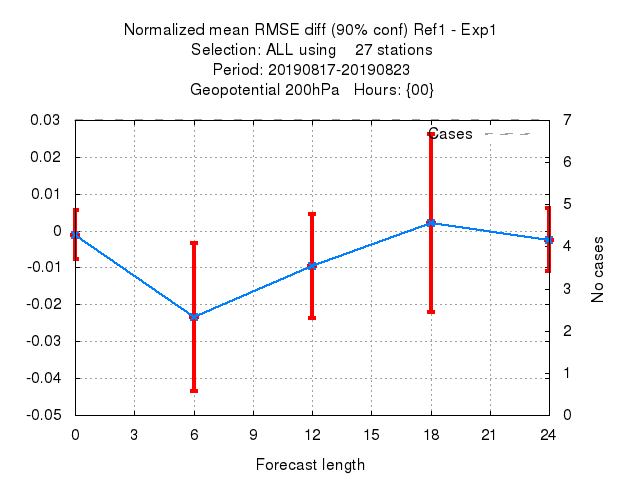 Normalized mean RMSE diff (90% conf) Ref1 - Exp1
Selection: ALL using 27 stations
Period: 20190817-20190823
Geopotential 200hPa Hours: {00}
Cases
0.03
0.02
0.01
0
-0.01
-0.02
-0.03
-0.04
-0.05
7
6
5
4
3
2
1
0
No cases
0 3 6 9 12 15 18 21 24
Forecast length